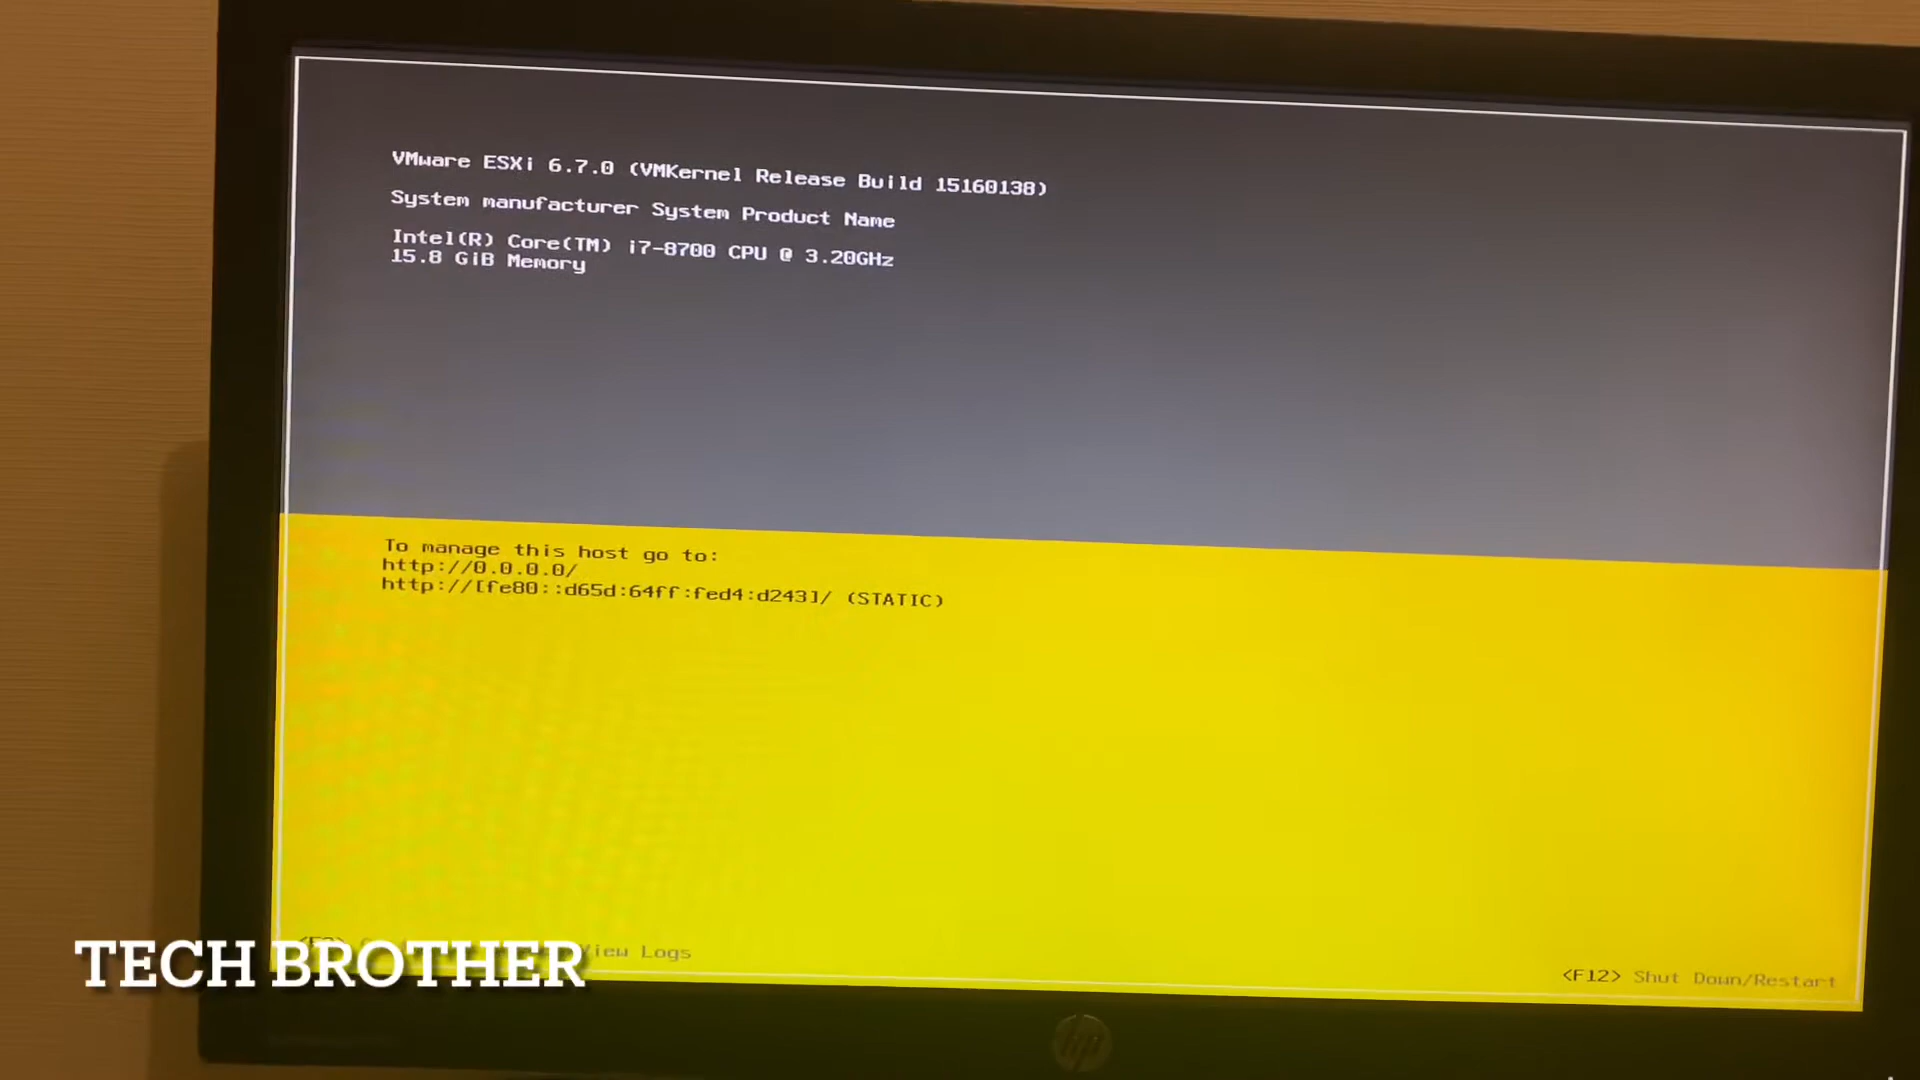 VMware ESXi 6.7.0 (VMKernel Release Build 15160138)
System manufacturer System Product Name
Intel(R) Core(TM) i7-8700 CPU @ 3.20GHz
15.8 GiB Memory
To manage this host go to:
http://0.0.0.0/
http://[fe80::d65d:64ff:fed4:d243]/ (STATIC)
View Logs
<F12> Shut Down/Restart
TECH BROTHER
hp